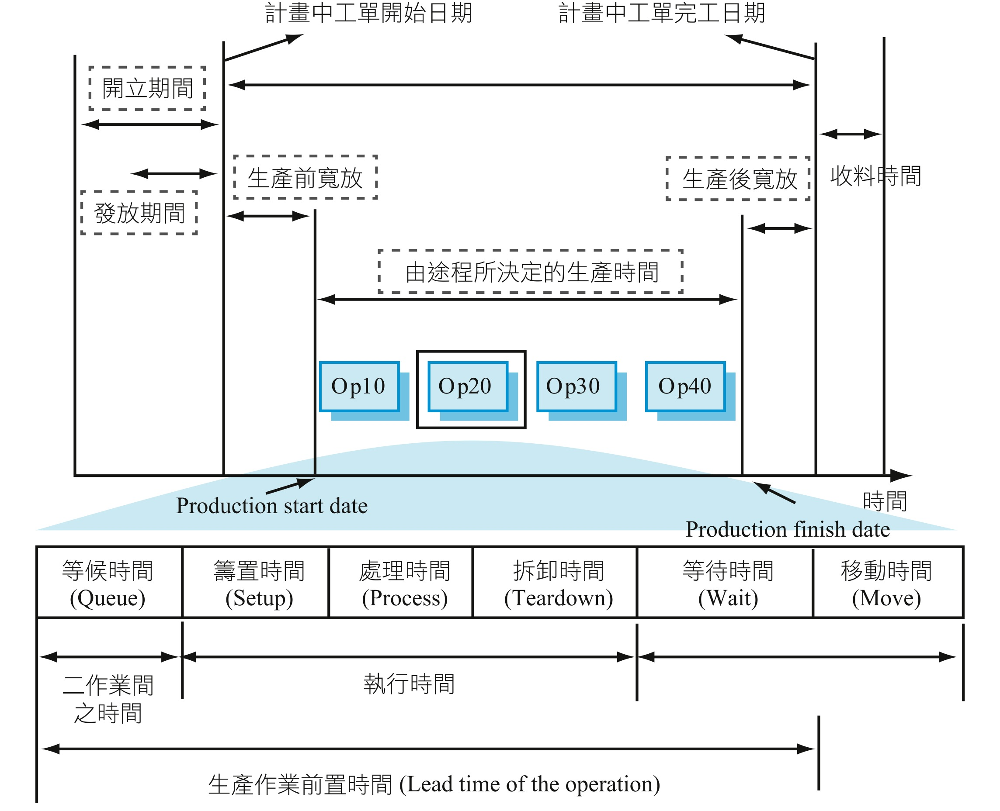 計畫中工單開始日期
計畫中工單完工日期
開立期間
生產前寬放
生產後寬放
收料時間
發放期間
由途程所決定的生產時間
Op10
Op20
Op30
Op40
Production start date
時間
Production finish date
等候時間
(Queue)
籌置時間
(Setup)
處理時間
(Process)
拆卸時間
(Teardown)
等待時間
(Wait)
移動時間
(Move)
二作業間
之時間
執行時間
生產作業前置時間 (Lead time of the operation)